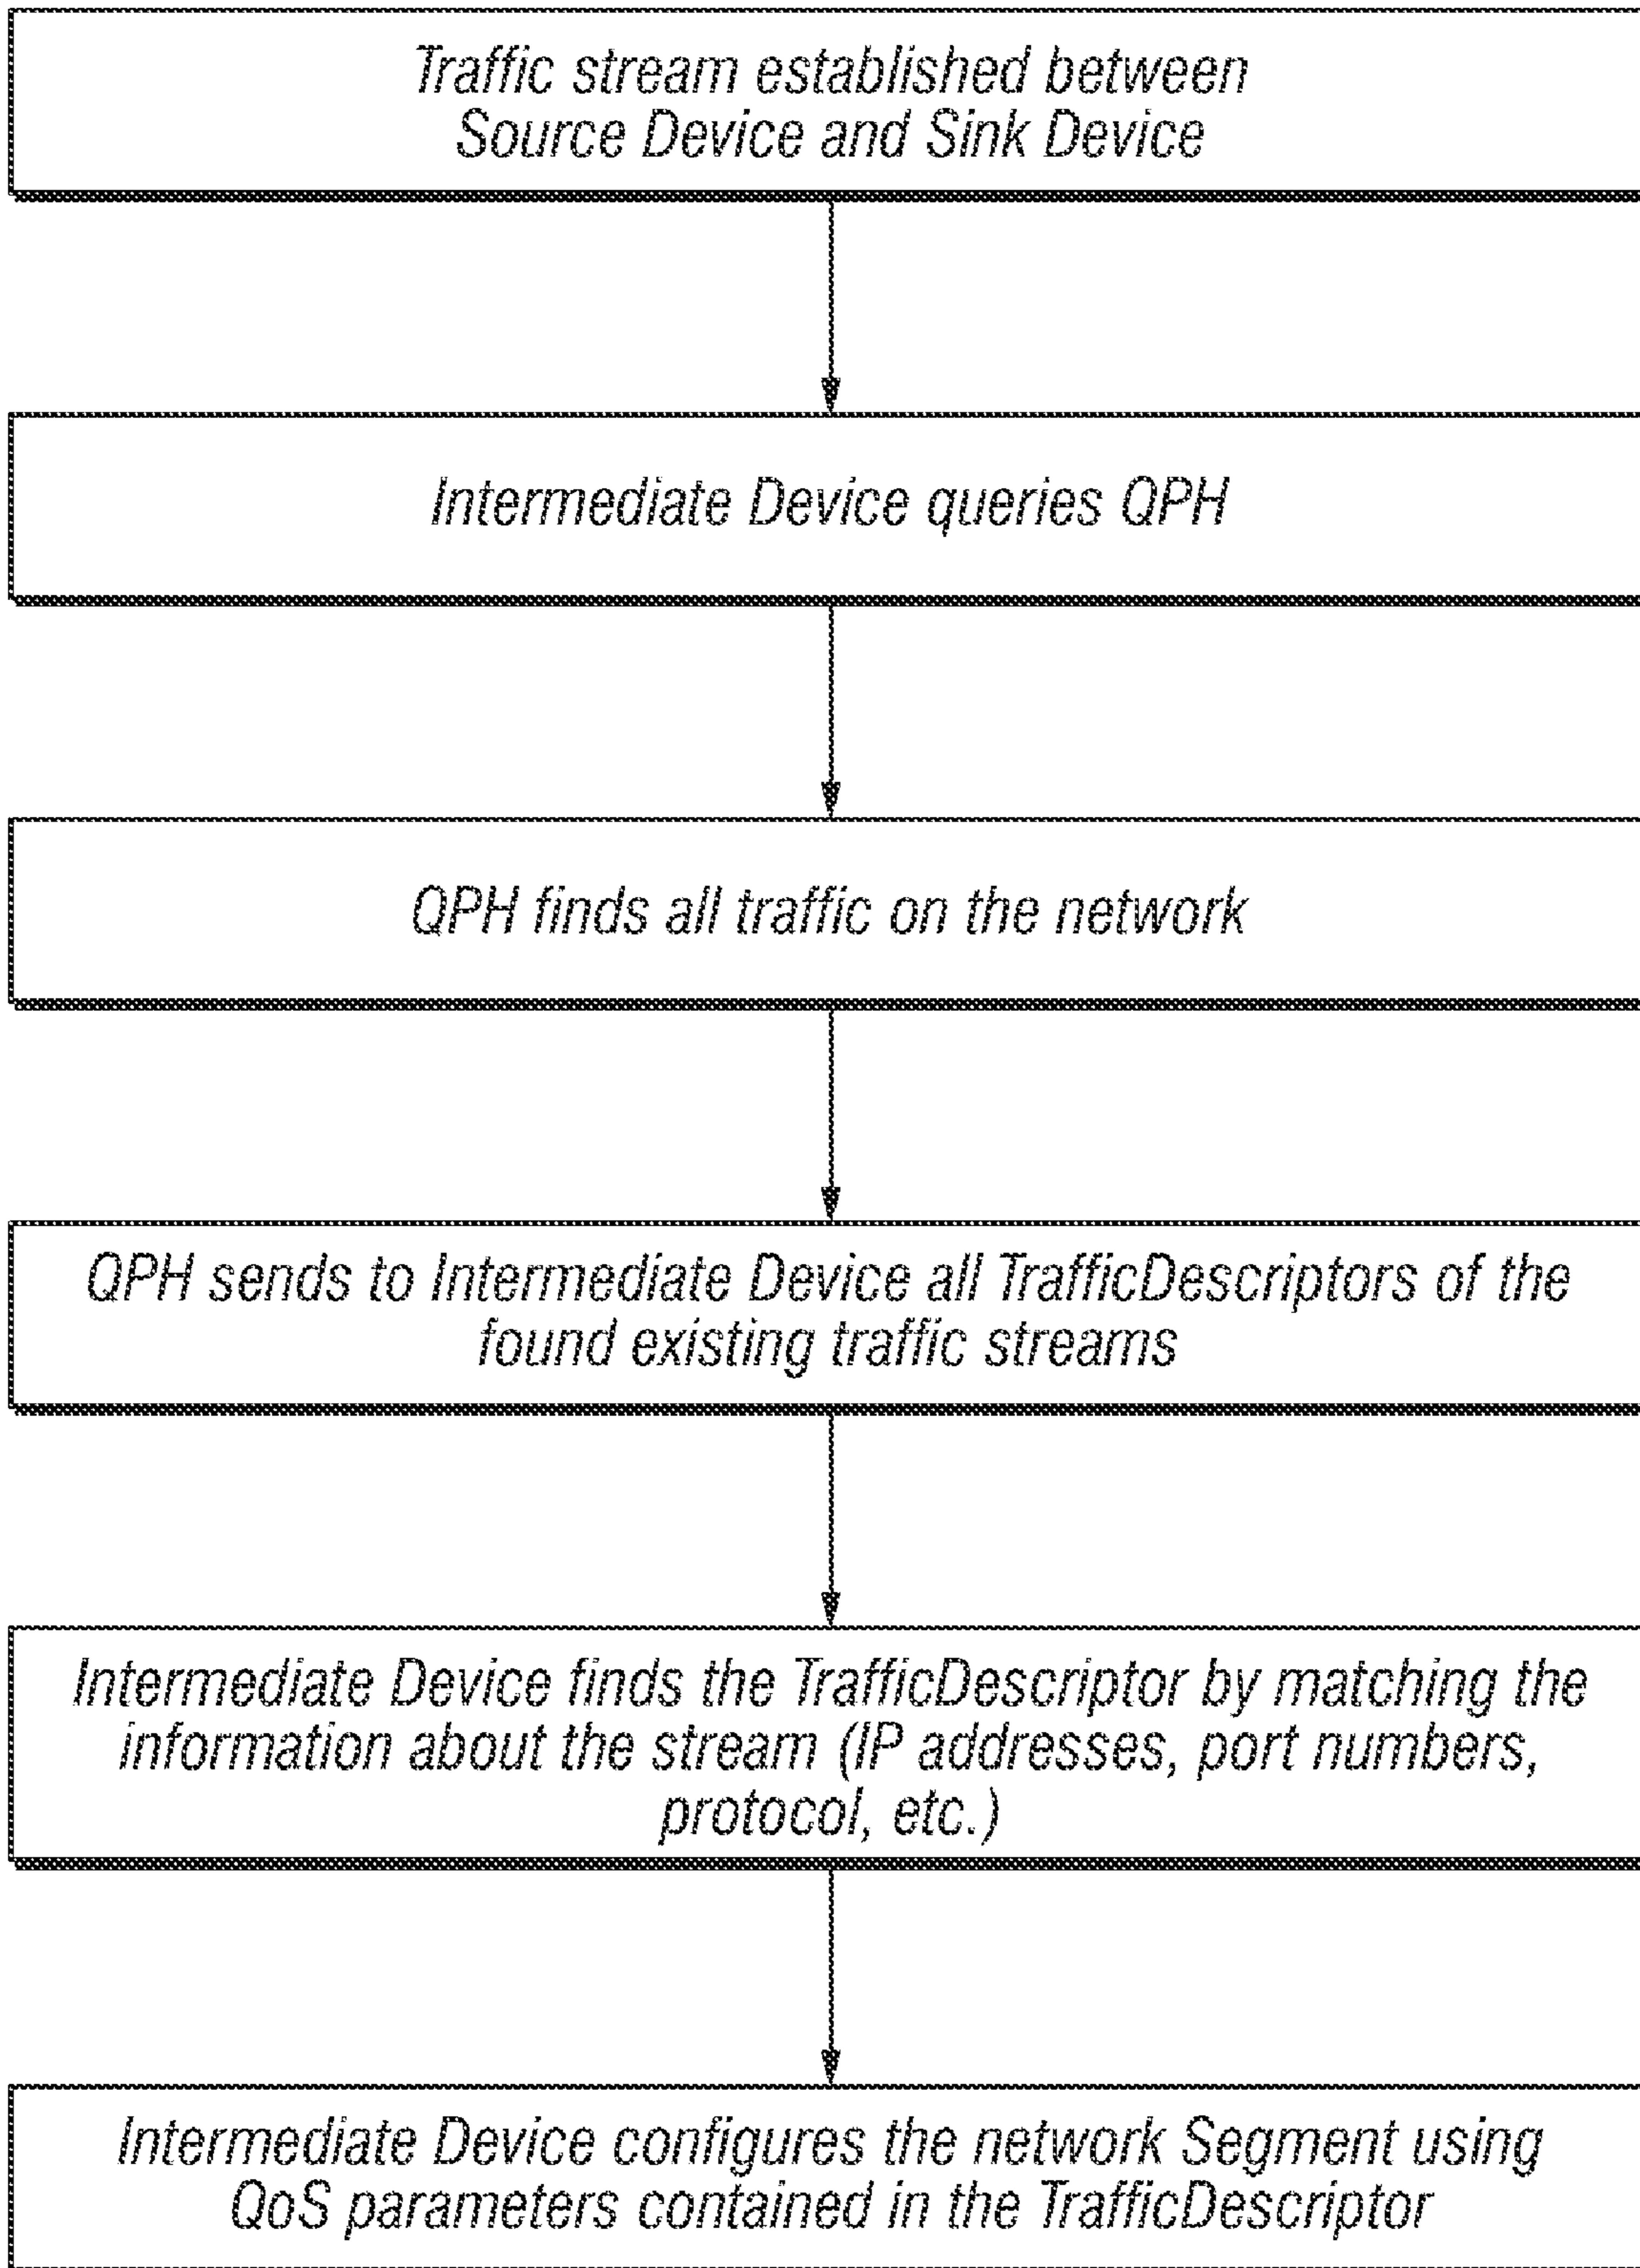 Traffic stream established between
Source Device and Sink Device
Intermediate Device queries QPH
QPH finds all traffic on the network
QPH sends to Intermediate Device all TrafficDescriptors of the
found existing traffic streams
Intermediate Device finds the TrafficDescriptor by matching the
information about the stream (IP addresses, port numbers,
protocol, etc.)
Intermediate Device configures the network Segment using
QoS parameters contained in the TrafficDescriptor